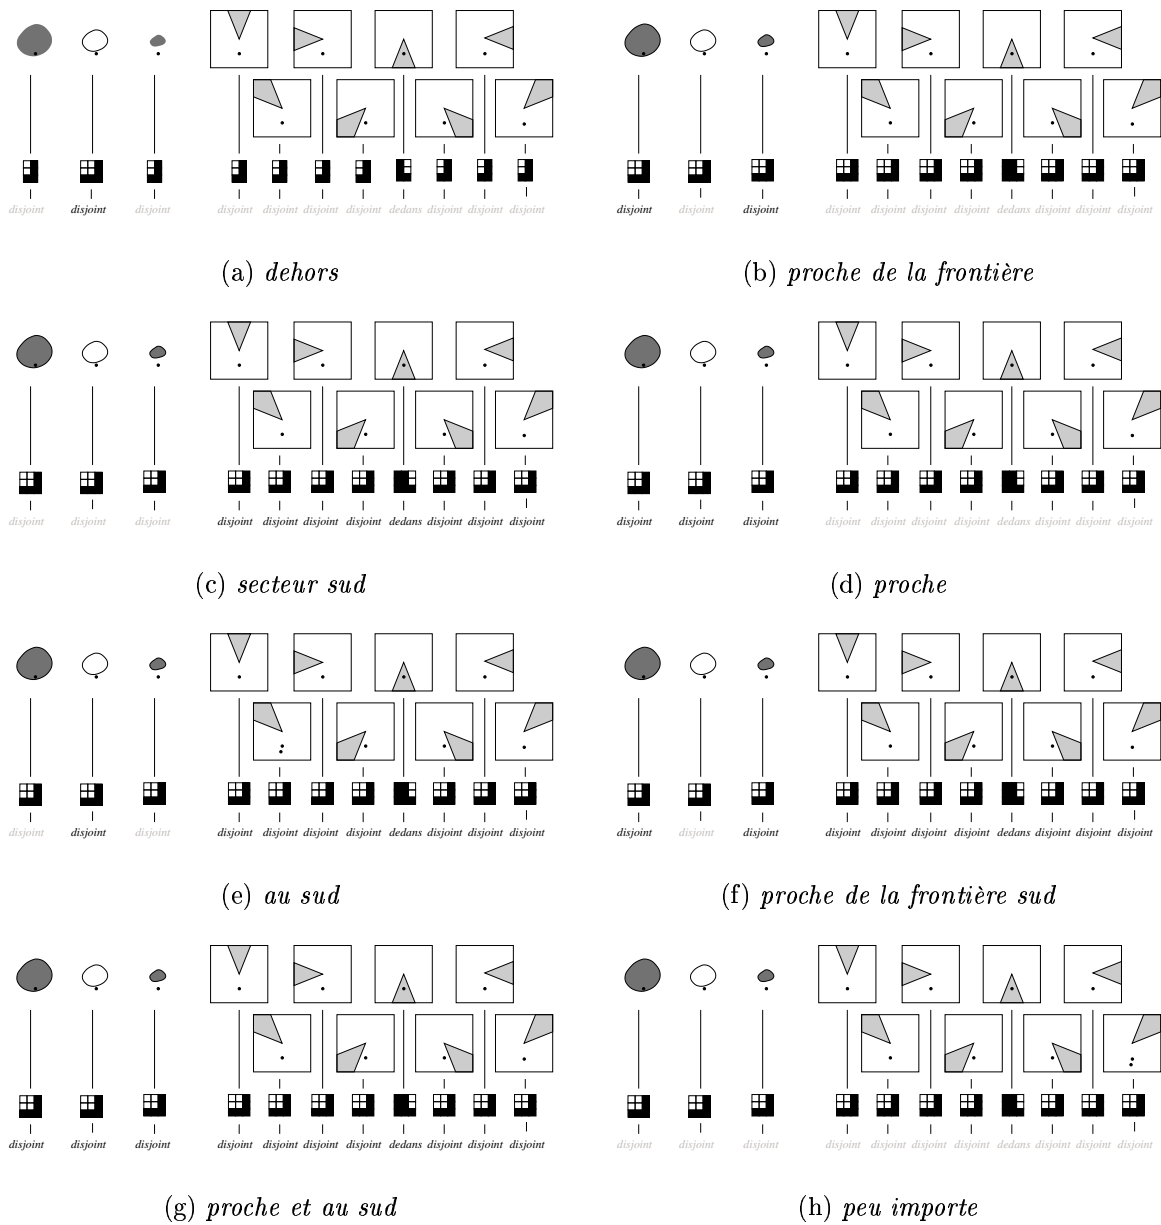 disjoint disjoint disjoint disjoint disjoint disjoint disjoint dedans disjoint disjoint disjoint
disjoint disjoint disjoint disjoint disjoint disjoint disjoint dedans disjoint disjoint disjoint
(a) dehors
(b) proche de la frontière
disjoint disjoint disjoint disjoint disjoint disjoint disjoint dedans disjoint disjoint disjoint
disjoint disjoint disjoint disjoint disjoint disjoint disjoint dedans disjoint disjoint disjoint
(c) secteur sud
(d) proche
disjoint disjoint disjoint disjoint disjoint disjoint disjoint dedans disjoint disjoint disjoint
disjoint disjoint disjoint disjoint disjoint disjoint disjoint dedans disjoint disjoint disjoint
(e) au sud
(f) proche de la frontière sud
disjoint disjoint disjoint disjoint disjoint disjoint disjoint dedans disjoint disjoint disjoint
disjoint disjoint disjoint disjoint disjoint disjoint disjoint dedans disjoint disjoint disjoint
(g) proche et au sud
(h) peu importe